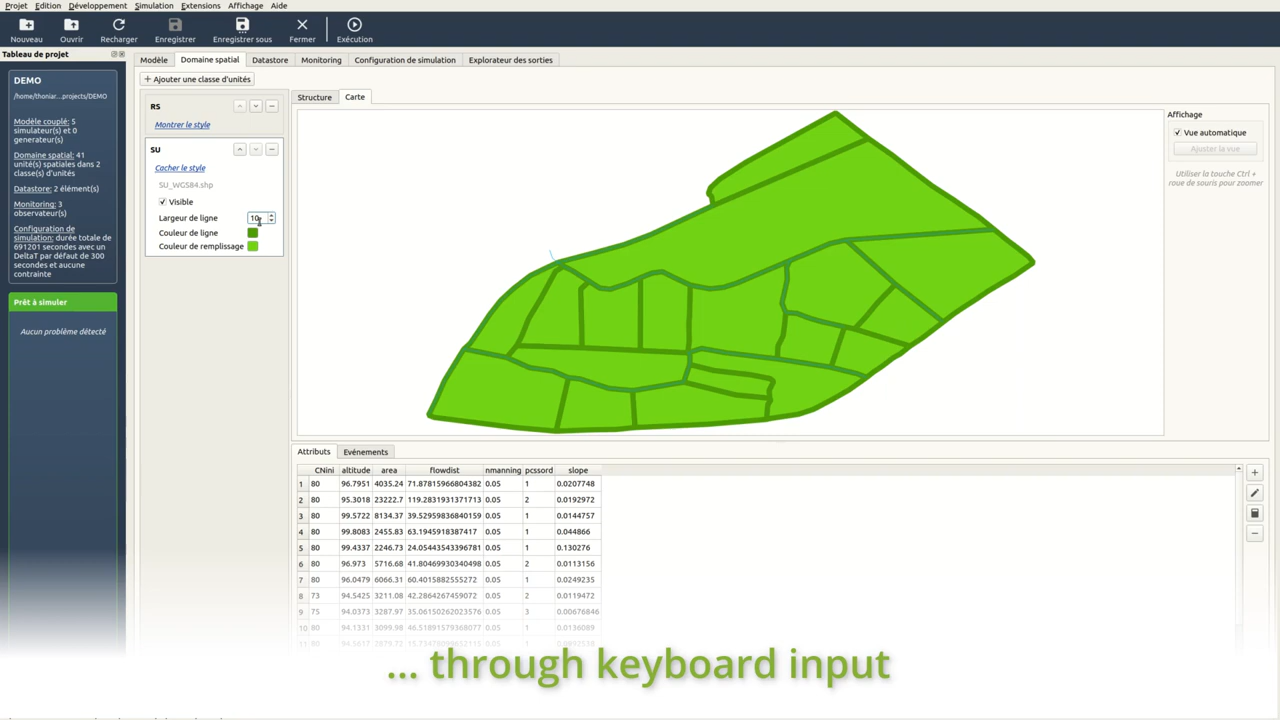 Projet Edition Développement Simulation Extensions Affichage Aide
Nouveau Ouvrir Recharger Enregistrer Enregistrer sous Fermer Exécution
Tableau de projet
DEMO
/home/thoniar...projects/DEMO
Modèle couplé: 5
simulateur(s) et 0
generateur(s)
Domaine spatial: 41
unité(s) spatiales dans 2
classe(s) d'unités
Datastore: 2 élément(s)
Monitoring: 3
observateur(s)
Configuration de
simulation: durée totale de
691201 secondes avec un
DeltaT par défaut de 300
secondes et aucune
contrainte
Prêt à simuler
Aucun problème détecté
Modèle Domaine spatial Datastore Monitoring Configuration de simulation Explorateur des sorties
+ Ajouter une classe d'unités
RS
Montrer le style
SU
Cacher le style
SU_WGS84.shp
Visible
Largeur de ligne 10
Couleur de ligne
Couleur de remplissage
Structure Carte
Affichage
Vue automatique
Ajuster la vue
Utiliser la touche Ctrl +
roue de souris pour zoomer
Attributs Evénements
CNini altitude area flowdist nmanning pcssord slope
1 80 96.7951 4035.24 71.87815966804382 0.05 1 0.0207748
2 80 95.3018 23222.7 119.2831931371713 0.05 2 0.0192972
3 80 99.5722 8134.37 39.52959836840159 0.05 1 0.0144757
4 80 99.8083 2455.83 63.1945918387417 0.05 1 0.044866
5 80 99.4337 2246.73 24.05443543396781 0.05 1 0.130276
6 80 96.973 5716.68 41.80469930340498 0.05 2 0.0113156
7 80 96.0479 6066.31 60.4015882555272 0.05 1 0.0249235
8 73 94.5425 3211.08 42.2864267459072 0.05 2 0.0119472
9 75 94.0373 3287.97 35.06150262023576 0.05 3 0.00676846
10 80 94.1331 3099.98 46.51891579368077 0.05 1 0.0136089
... through keyboard input